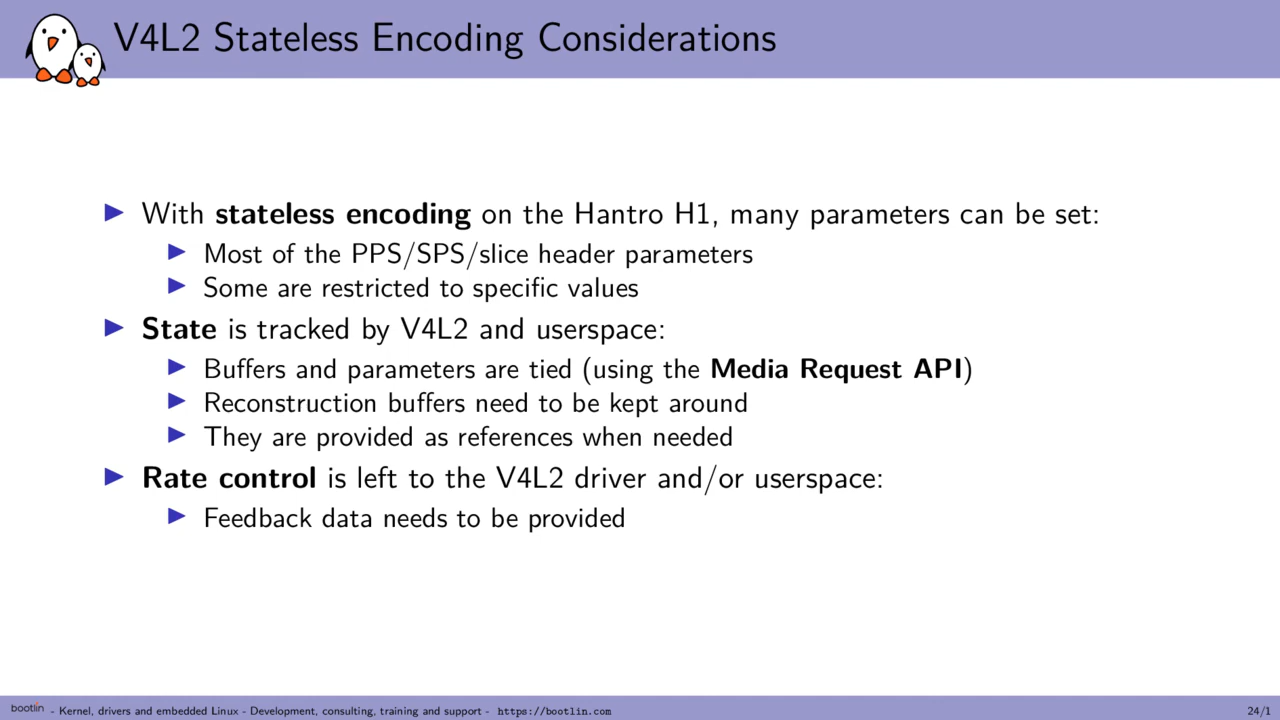 V4L2 Stateless Encoding Considerations
With stateless encoding on the Hantro H1, many parameters can be set:
Most of the PPS/SPS/slice header parameters
Some are restricted to specific values
State is tracked by V4L2 and userspace:
Buffers and parameters are tied (using the Media Request API)
Reconstruction buffers need to be kept around
They are provided as references when needed
Rate control is left to the V4L2 driver and/or userspace:
Feedback data needs to be provided
bootlin - Kernel, drivers and embedded Linux - Development, consulting, training and support - https://bootlin.com 24/1